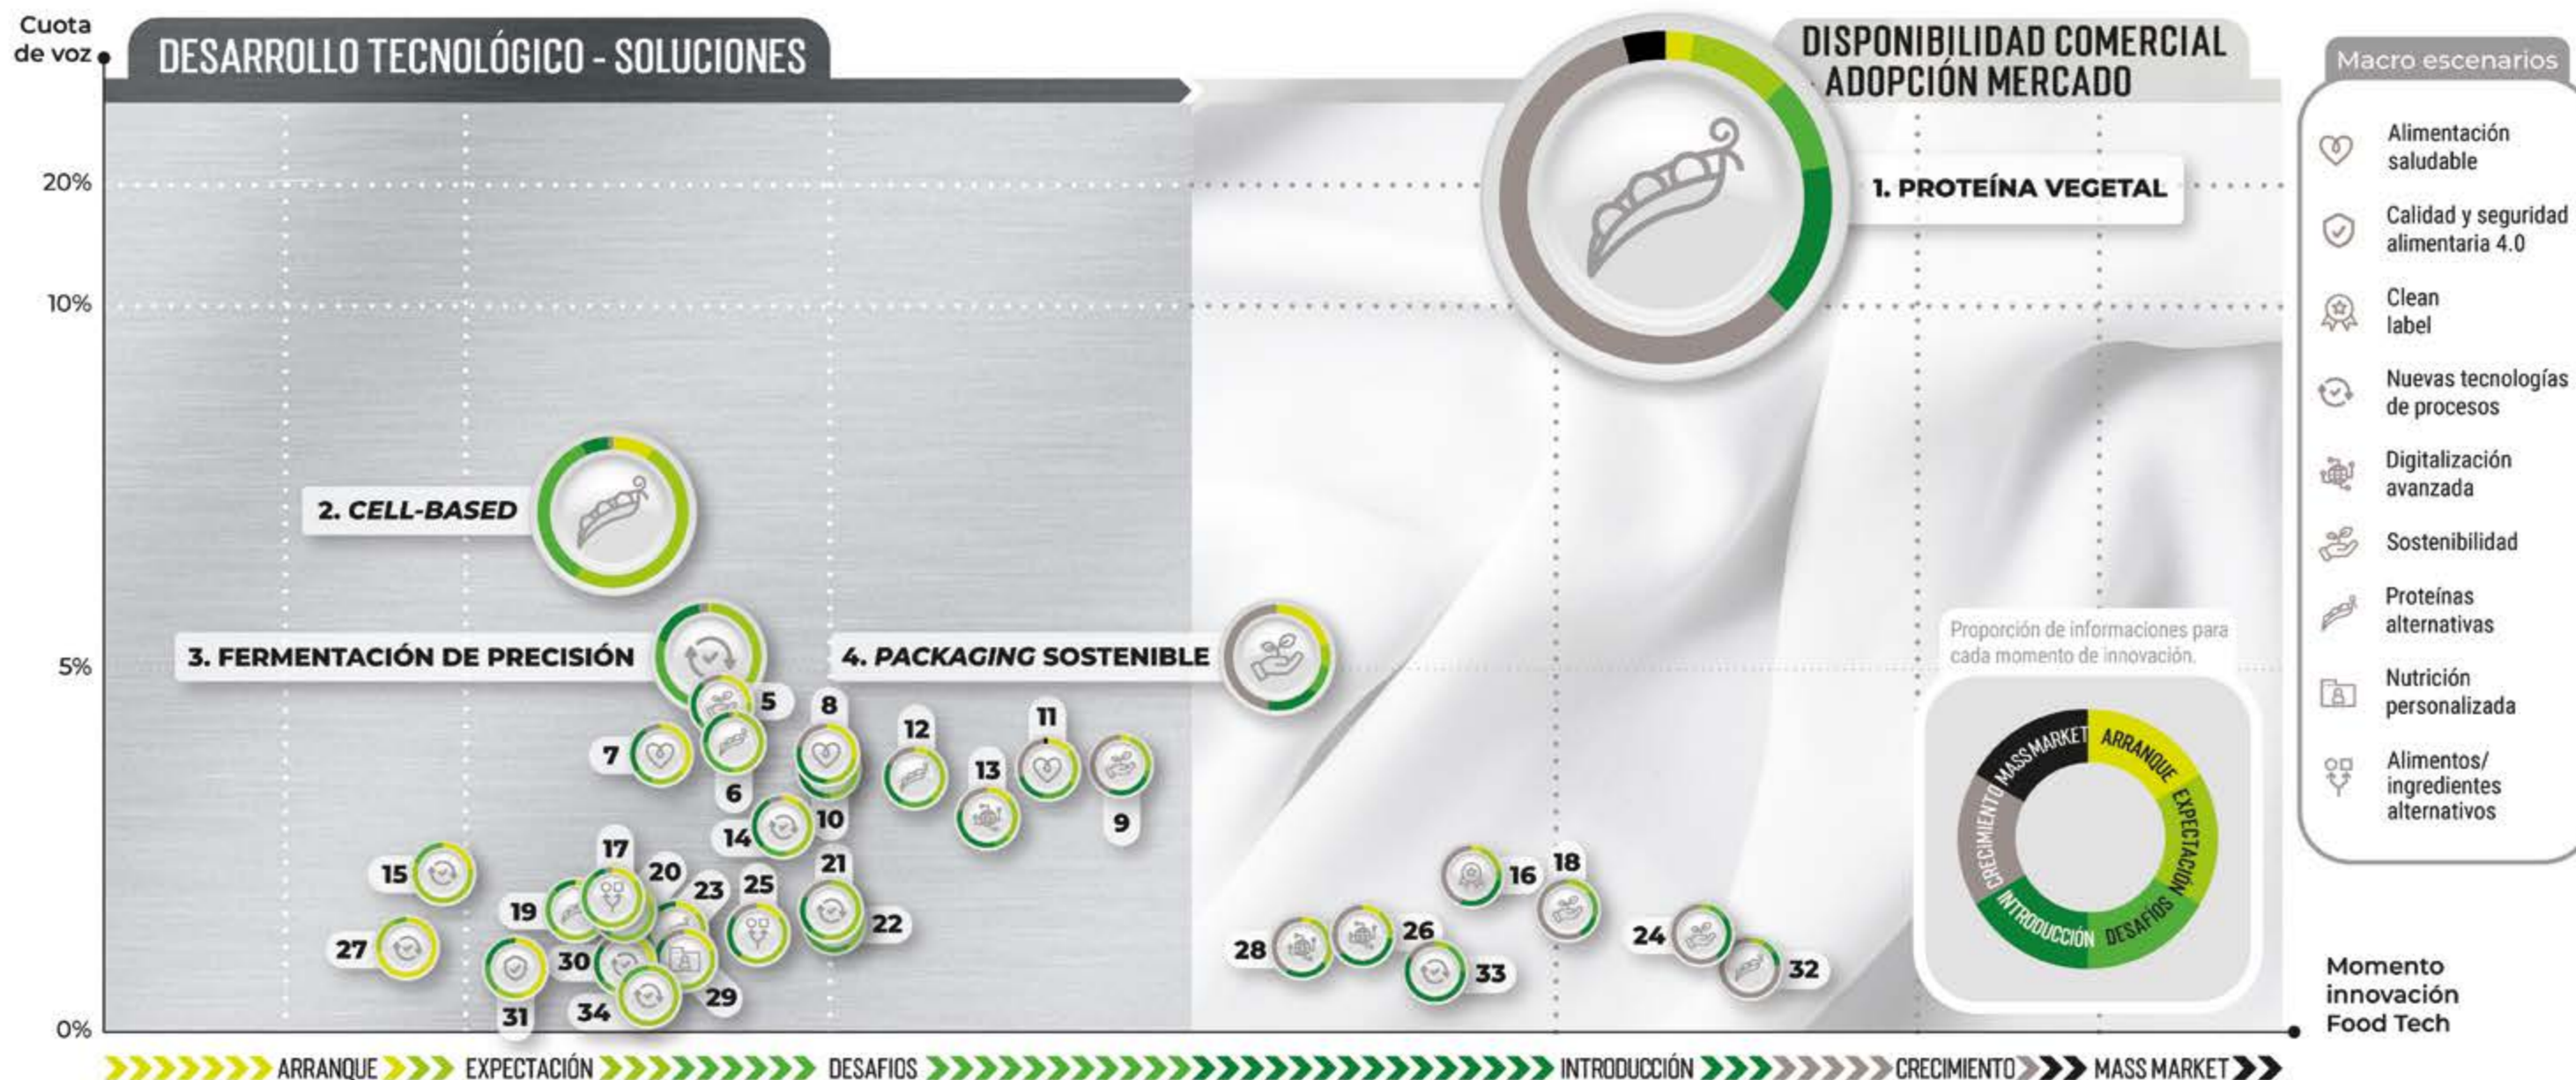 Cuota
de voz
DESARROLLO TECNOLÓGICO - SOLUCIONES
DISPONIBILIDAD COMERCIAL
- ADOPCIÓN MERCADO
20%
10%
5%
0%
1. PROTEÍNA VEGETAL
2. CELL-BASED
3. FERMENTACIÓN DE PRECISIÓN
4. PACKAGING SOSTENIBLE
5
8
7
12
11
6
13
14
10
9
15
17
20
21
16
18
19
23
25
22
27
28
26
24
30
33
32
31
34
29
ARRANQUE
EXPECTACIÓN
DESAFIOS
INTRODUCCIÓN
CRECIMIENTO
MASS MARKET
Proporción de informaciones para
cada momento de innovación.
MASS MARKET
ARRANQUE
EXPECTACIÓN
DESAFÍOS
INTRODUCCIÓN
CRECIMIENTO
Macro escenarios
Alimentación
saludable
Calidad y seguridad
alimentaria 4.0
Clean
label
Nuevas tecnologías
de procesos
Digitalización
avanzada
Sostenibilidad
Proteínas
alternativas
Nutrición
personalizada
Alimentos/
ingredientes
alternativos
Momento
innovación
Food Tech